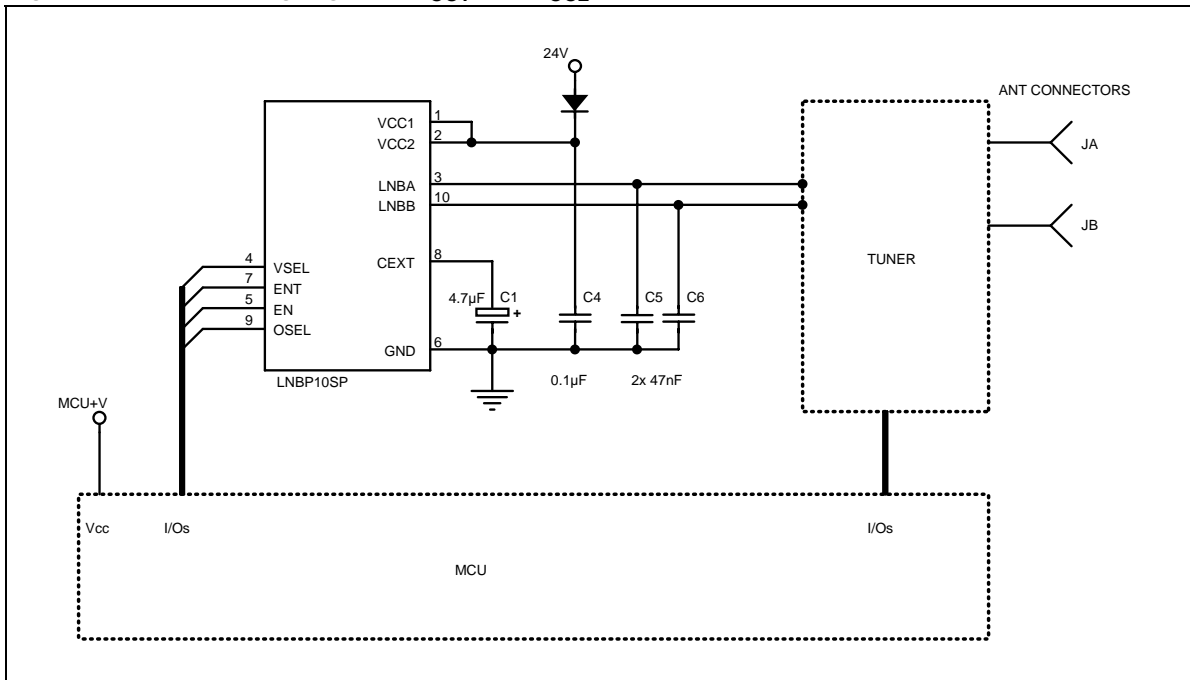 24V
ANT CONNECTORS
VCC1 1
VCC2 2
JA
LNBA 3
LNBB 10
JB
TUNER
CEXT 8
4 VSEL
7 ENT
5 EN
9 OSEL
4.7µF C1 +
C4
C5
C6
GND 6
LNBP10SP
0.1µF
2x 47nF
MCU+V
Vcc
I/Os
I/Os
MCU